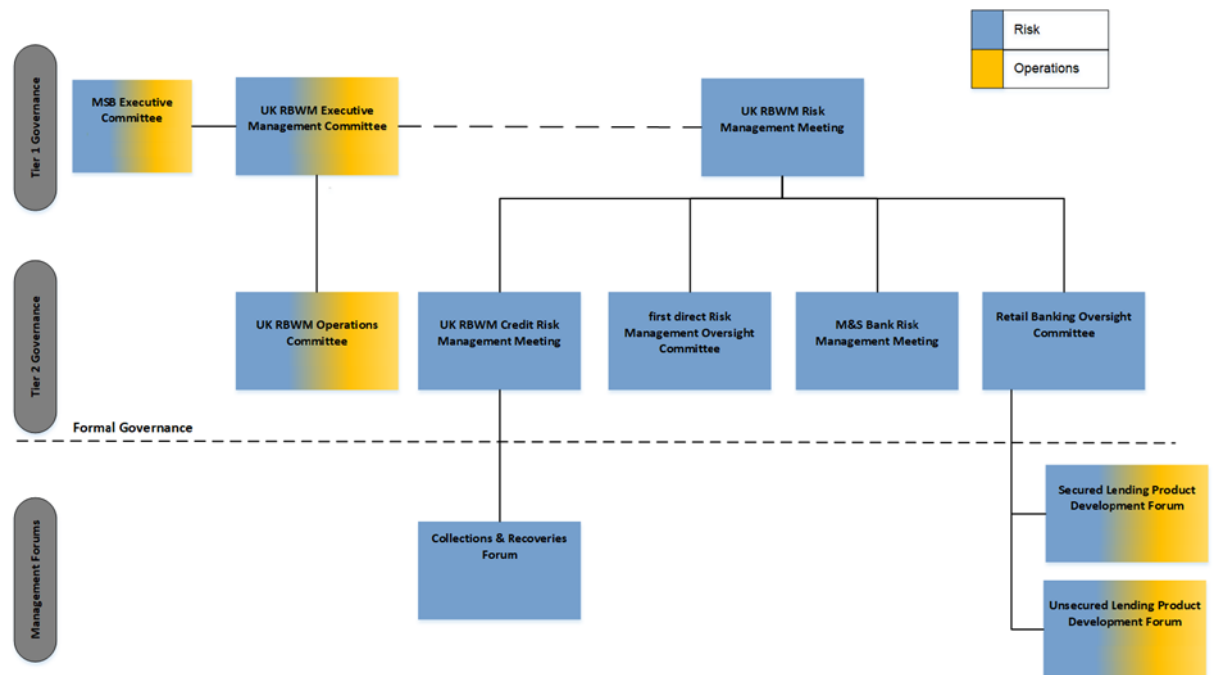 Risk
Operations
Tier 1 Governance
MSB Executive
Committee
UK RBWM Executive
Management Committee
UK RBWM Risk
Management Meeting
Tier 2 Governance
UK RBWM Operations
Committee
UK RBWM Credit Risk
Management Meeting
first direct Risk
Management Oversight
Committee
M&S Bank Risk
Management Meeting
Retail Banking Oversight
Committee
Formal Governance
Management Forums
Collections & Recoveries
Forum
Secured Lending Product
Development Forum
Unsecured Lending Product
Development Forum